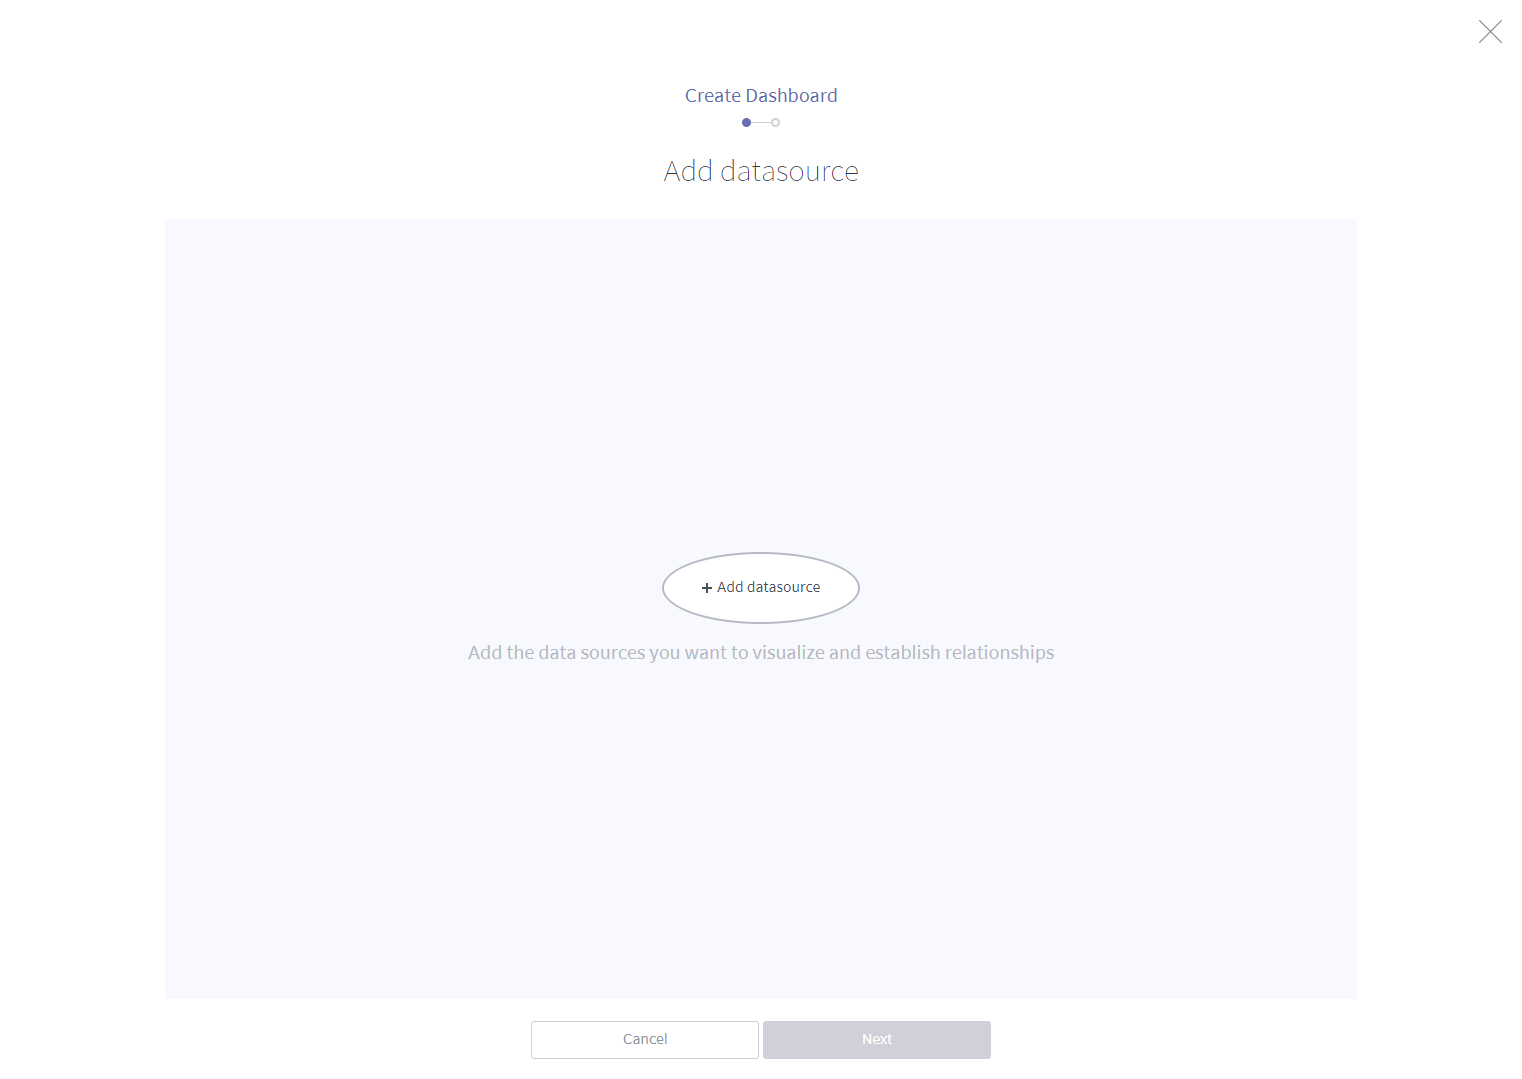 Create Dashboard
Add datasource
+ Add datasource
Add the data sources you want to visualize and establish relationships
Cancel
Next